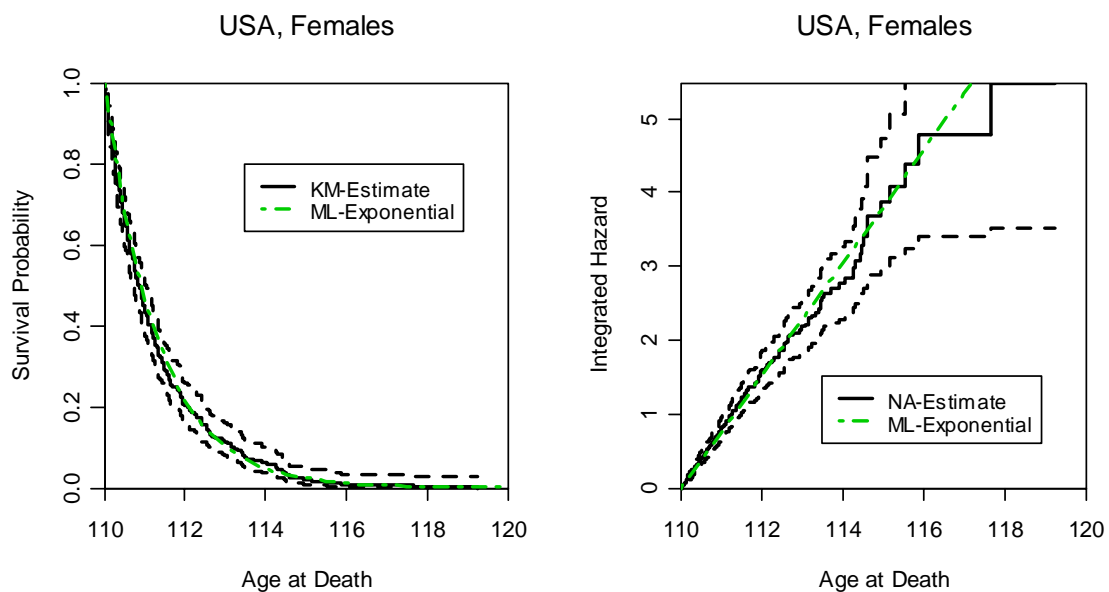 USA, Females
Survival Probability
1.0
0.8
0.6
0.4
0.2
0.0
KM-Estimate
ML-Exponential
110 112 114 116 118 120
Age at Death
USA, Females
Integrated Hazard
5
4
3
2
1
0
NA-Estimate
ML-Exponential
110 112 114 116 118 120
Age at Death